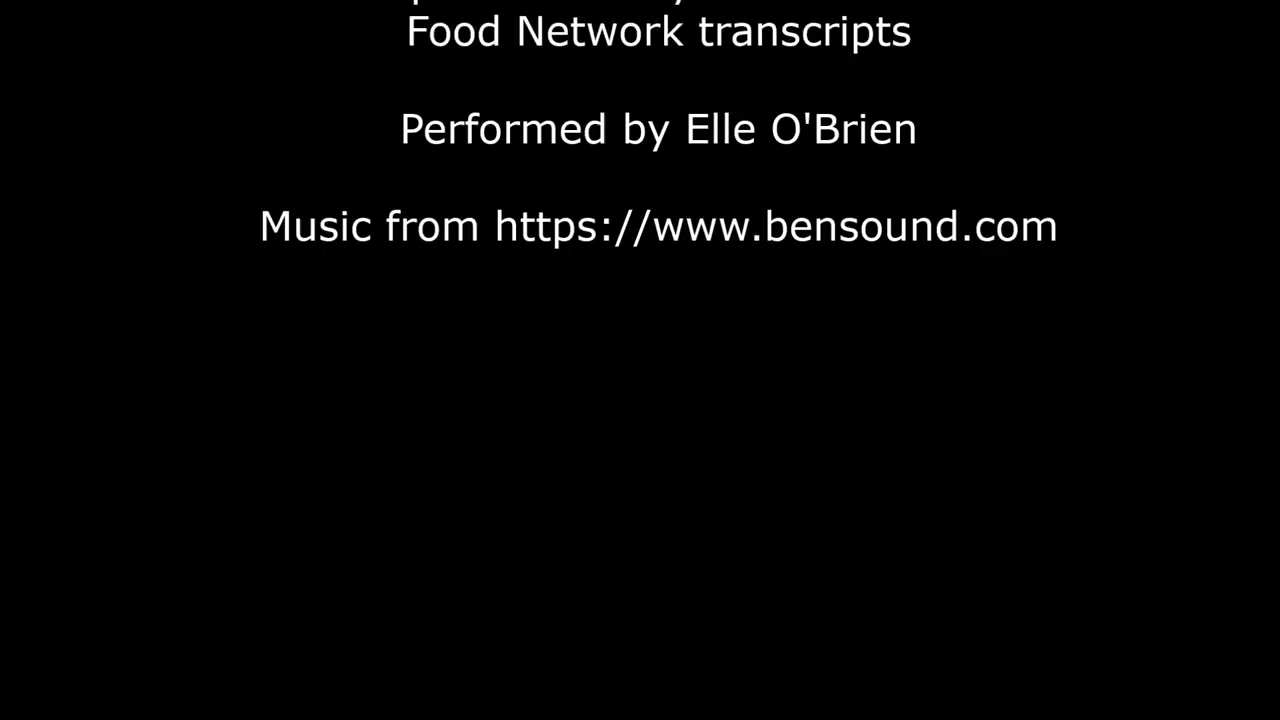 Food Network transcripts
Performed by Elle O'Brien
Music from https://www.bensound.com